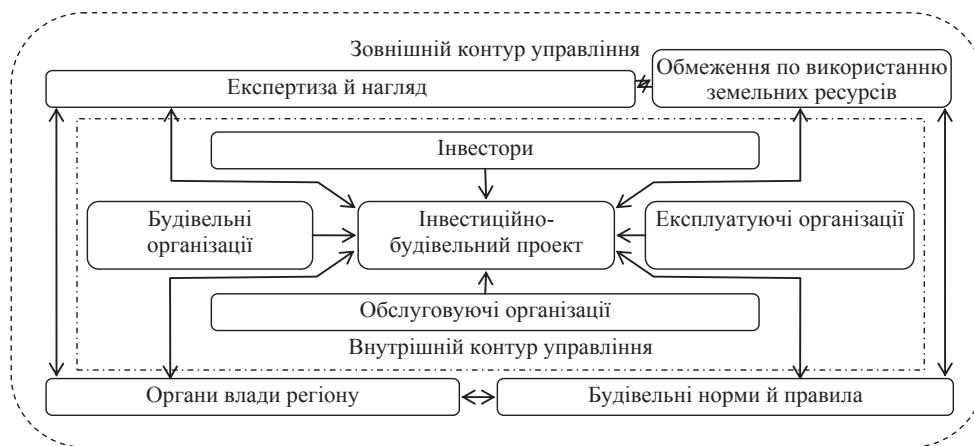 Зовнішній контур управління
Експертиза й нагляд
Обмеження по використанню
земельних ресурсів
Інвестори
Будівельні
організації
Інвестиційно-
будівельний проект
Експлуатуючі організації
Обслуговуючі організації
Внутрішній контур управління
Органи влади регіону
Будівельні норми й правила